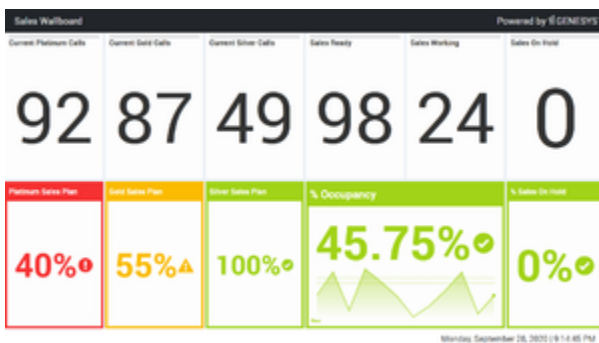 Sales Wallboard
Powered by GENESYS
Current Platinum Calls
Current Gold Calls
Current Silver Calls
Sales Ready
Sales Working
Sales On Hold
92
87
49
98
24
0
Platinum Sales Plan
Gold Sales Plan
Silver Sales Plan
% Occupancy
% Sales On Hold
40%
55%
100%
45.75%
0%
Monday, September 28, 2020 | 9:14:45 PM